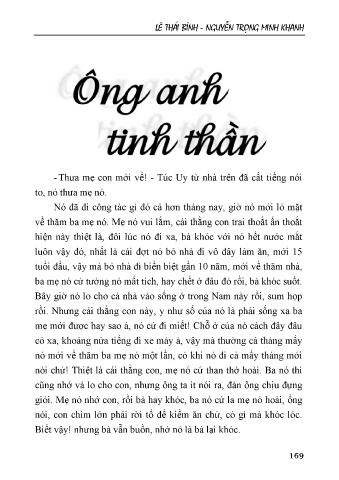 LÊ THÁI BÌNH - NGUYỄN TRỌNG MINH KHANH
Ông anh
tinh thần
- Thưa mẹ con mới về! - Túc Uy từ nhà trên đã cất tiếng nói
to, nó thưa mẹ nó.
Nó đã đi công tác gì đó cả hơn tháng nay, giờ nó mới ló mặt
về thăm ba mẹ nó. Mẹ nó vui lắm, cái thằng con trai thoắt ẩn thoắt
hiện này thiệt là, đôi lúc nó đi xa, bà khóc với nó hết nước mắt
luôn vậy đó, nhất là cái đợt nó bỏ nhà đi vô đây làm ăn, mới 15
tuổi đầu, vậy mà bỏ nhà đi biền biệt gần 10 năm, mới về thăm nhà,
ba mẹ nó cứ tưởng nó mất tích, hay chết ở đâu đó rồi, bà khóc suốt.
Bây giờ nó lo cho cả nhà vào sống ở trong Nam này rồi, sum họp
rồi. Nhưng cái thằng con này, y như số của nó là phải sống xa ba
mẹ mới được hay sao á, nó cứ đi miết! Chỗ ở của nó cách đây đâu
có xa, khoảng nửa tiếng đi xe máy à, vậy mà thường cả tháng mấy
nó mới về thăm ba mẹ nó một lần, có khi nó đi cả mấy tháng mới
nói chứ! Thiệt là cái thằng con, mẹ nó cứ than thở hoài. Ba nó thì
cũng nhớ và lo cho con, nhưng ông ta ít nói ra, đàn ông chịu đựng
giỏi. Mẹ nó nhớ con, rồi bà hay khóc, ba nó cứ la mẹ nó hoài, ổng
nói, con chim lớn phải rời tổ để kiếm ăn chứ, có gì mà khóc lóc.
Biết vậy! nhưng bà vẫn buồn, nhớ nó là bà lại khóc.
169